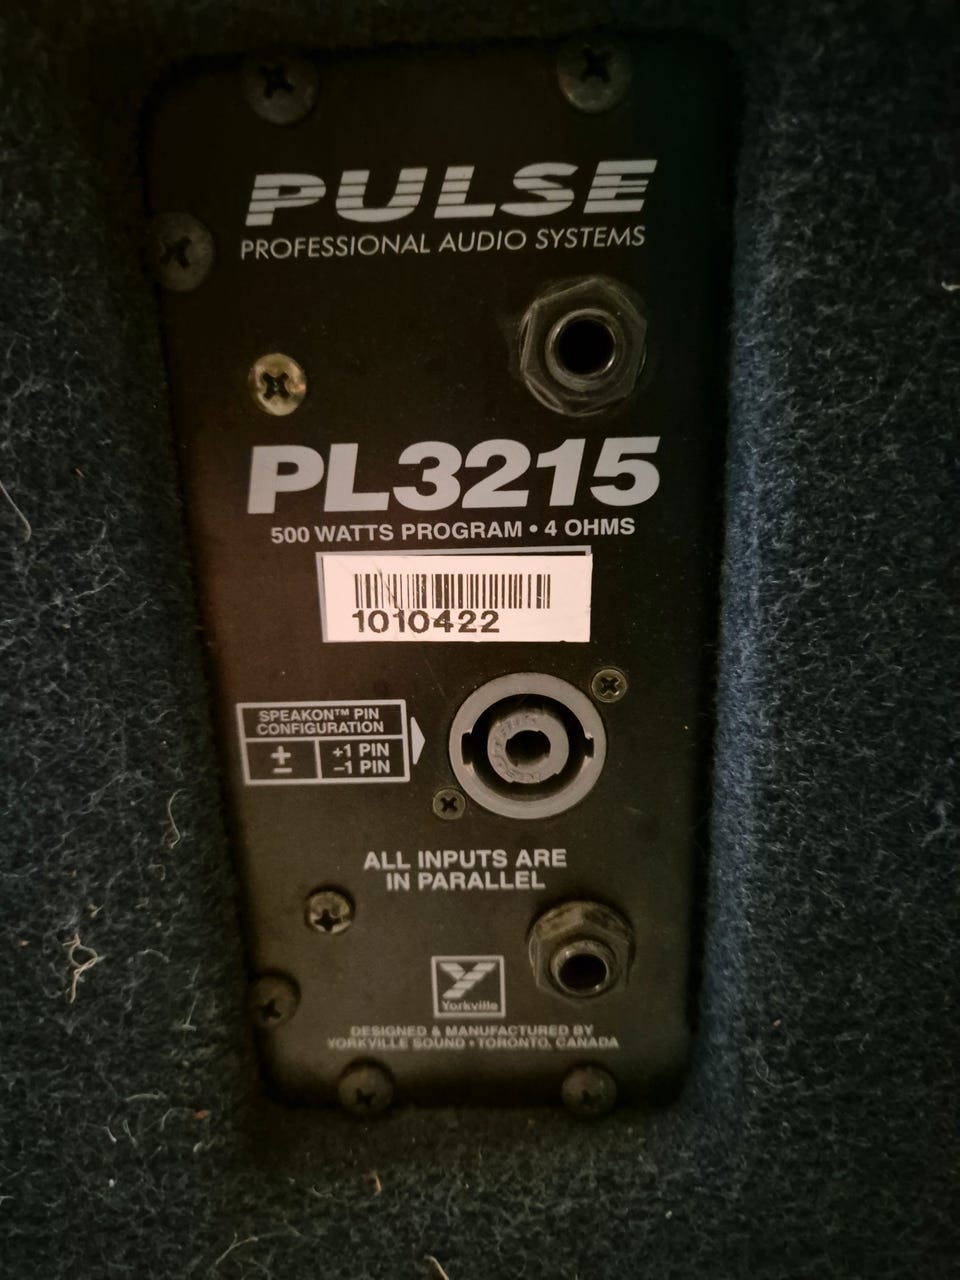 PULSE
PROFESSIONAL AUDIO SYSTEMS
PL3215
500 WATTS PROGRAM • 4 OHMS
1010422
SPEAKON™ PIN
CONFIGURATION
± +1 PIN
–1 PIN
ALL INPUTS ARE
IN PARALLEL
Yorkville
DESIGNED & MANUFACTURED BY
YORKVILLE SOUND • TORONTO, CANADA